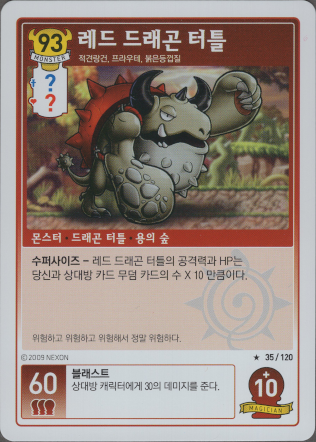 93
MONSTER
레드 드래곤 터틀
적건랑건, 프라우테, 붉은등껍질
?
?
몬스터 · 드래곤 터틀 · 용의 숲
수퍼사이즈 – 레드 드래곤 터틀의 공격력과 HP는
당신과 상대방 카드 무덤 카드의 수 X 10 만큼이다.
위험하고 위험하고 위험해서 정말 위험하다.
©2009 NEXON
★ 35/120
60
블래스트
상대방 캐릭터에게 30의 데미지를 준다.
+
10
MAGICIAN